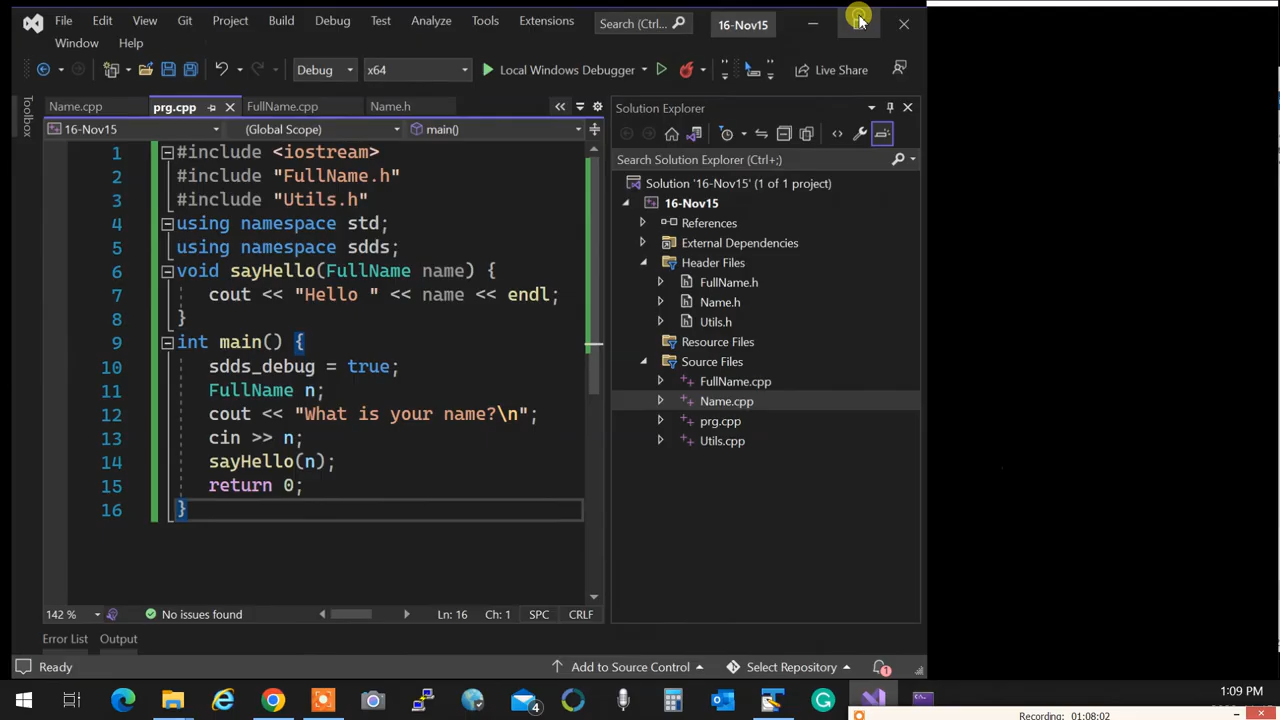 File Edit View Git Project Build Debug Test Analyze Tools Extensions Search (Ctrl... 16-Nov15
Window Help
Debug x64 Local Windows Debugger Live Share
Toolbox
Name.cpp prg.cpp FullName.cpp Name.h
16-Nov15 (Global Scope) main()
1 #include <iostream>
2 #include "FullName.h"
3 #include "Utils.h"
4 using namespace std;
5 using namespace sdds;
6 void sayHello(FullName name) {
7 cout << "Hello " << name << endl;
8 }
9 int main() {
10 sdds_debug = true;
11 FullName n;
12 cout << "What is your name?\n";
13 cin >> n;
14 sayHello(n);
15 return 0;
16 }
142 % No issues found Ln: 16 Ch: 1 SPC CRLF
Error List Output
Solution Explorer
Search Solution Explorer (Ctrl+;)
Solution '16-Nov15' (1 of 1 project)
16-Nov15
References
External Dependencies
Header Files
FullName.h
Name.h
Utils.h
Resource Files
Source Files
FullName.cpp
Name.cpp
prg.cpp
Utils.cpp
Ready Add to Source Control Select Repository 1
4 1:09 PM
Recording: 01:08:02